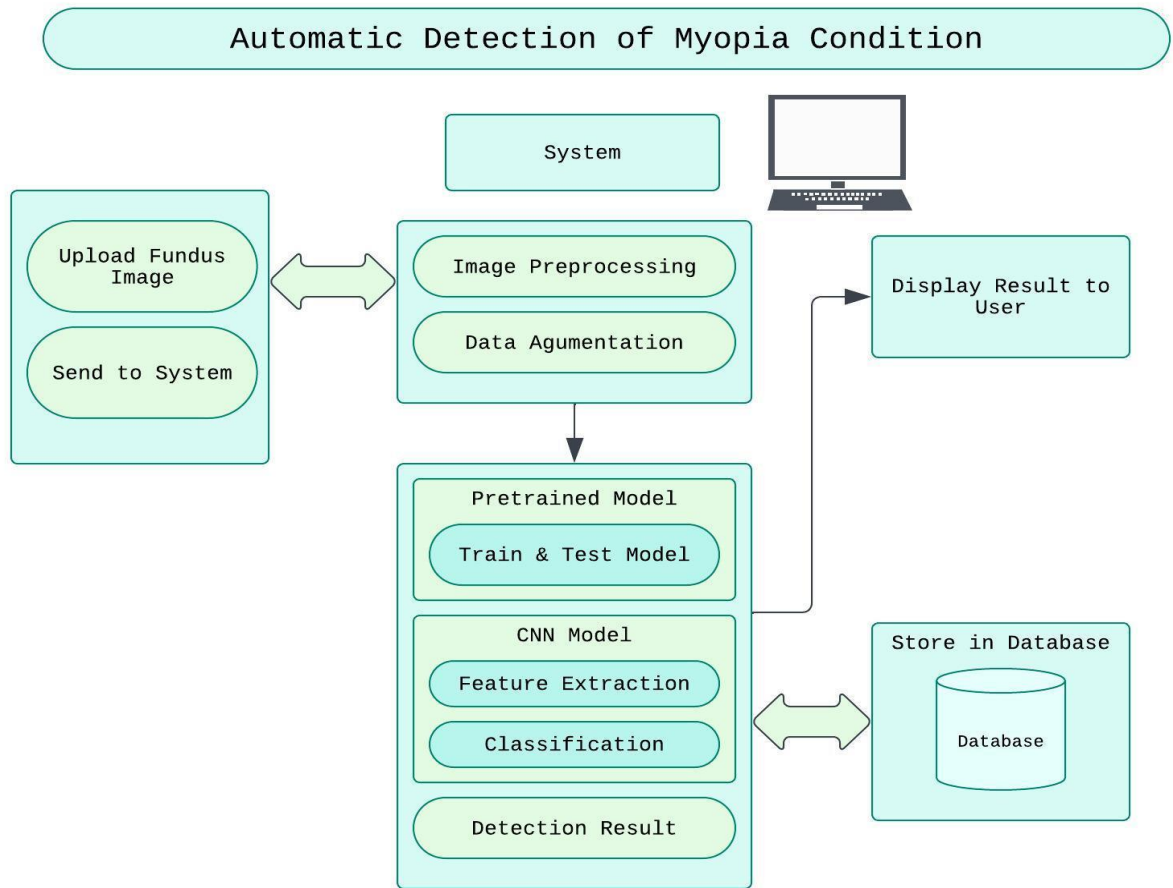 Automatic Detection of Myopia Condition
System
Upload Fundus
Image
Send to System
Image Preprocessing
Data Agumentation
Display Result to
User
Pretrained Model
Train & Test Model
CNN Model
Feature Extraction
Classification
Detection Result
Store in Database
Database